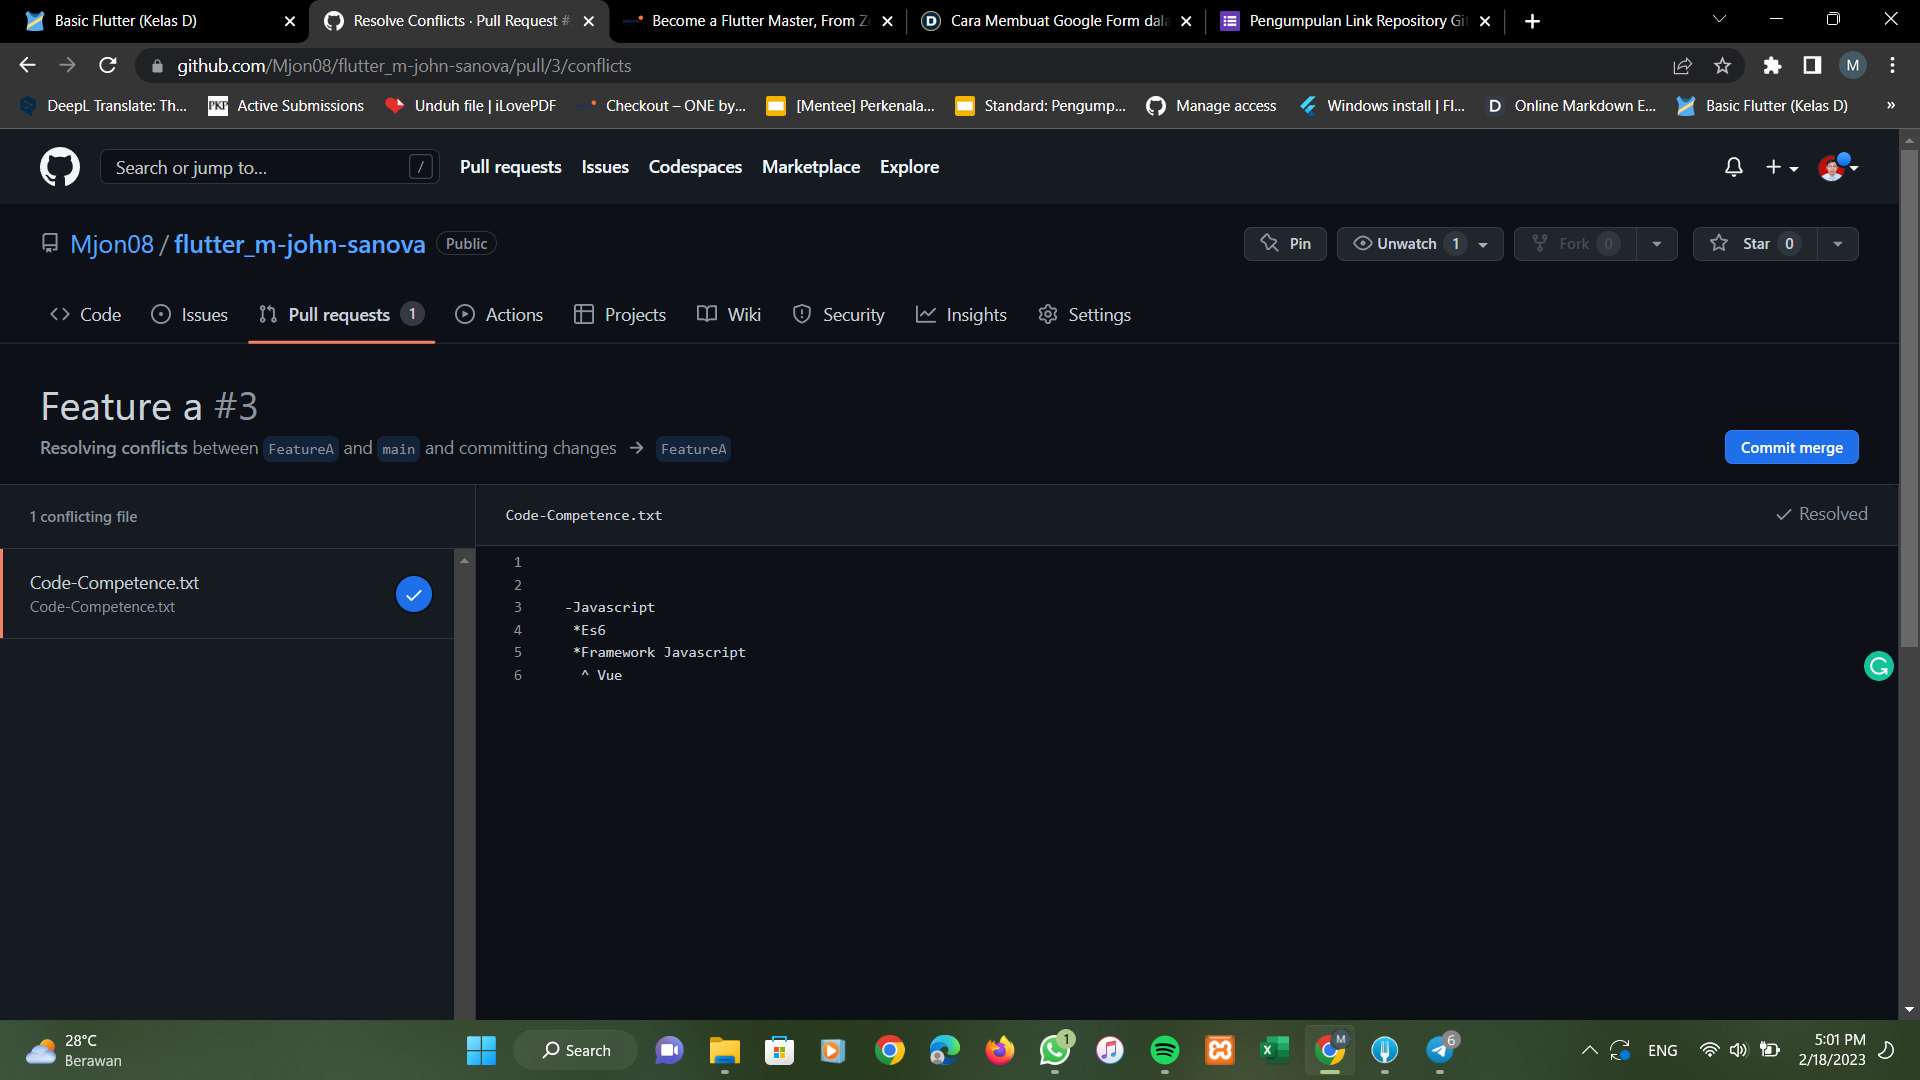 Basic Flutter (Kelas D)
Resolve Conflicts · Pull Request #
Become a Flutter Master, From Z
Cara Membuat Google Form dala
Pengumpulan Link Repository Git
github.com/Mjon08/flutter_m-john-sanova/pull/3/conflicts
M
DeepL Translate: Th...
PKP Active Submissions
Unduh file | iLovePDF
Checkout – ONE by...
[Mentee] Perkenala...
Standard: Pengump...
Manage access
Windows install | Fl...
D Online Markdown E...
Basic Flutter (Kelas D)
»
Search or jump to... /
Pull requests Issues Codespaces Marketplace Explore
Mjon08 / flutter_m-john-sanova Public
Pin
Unwatch 1
Fork 0
Star 0
Code Issues Pull requests 1 Actions Projects Wiki Security Insights Settings
Feature a #3
Resolving conflicts between FeatureA and main and committing changes → FeatureA
Commit merge
1 conflicting file
Code-Competence.txt
✓ Resolved
Code-Competence.txt
Code-Competence.txt
1
2
3 -Javascript
4 *Es6
5 *Framework Javascript
6 ^ Vue
28°C
Berawan
Search
1
M
6
ENG
5:01 PM
2/18/2023